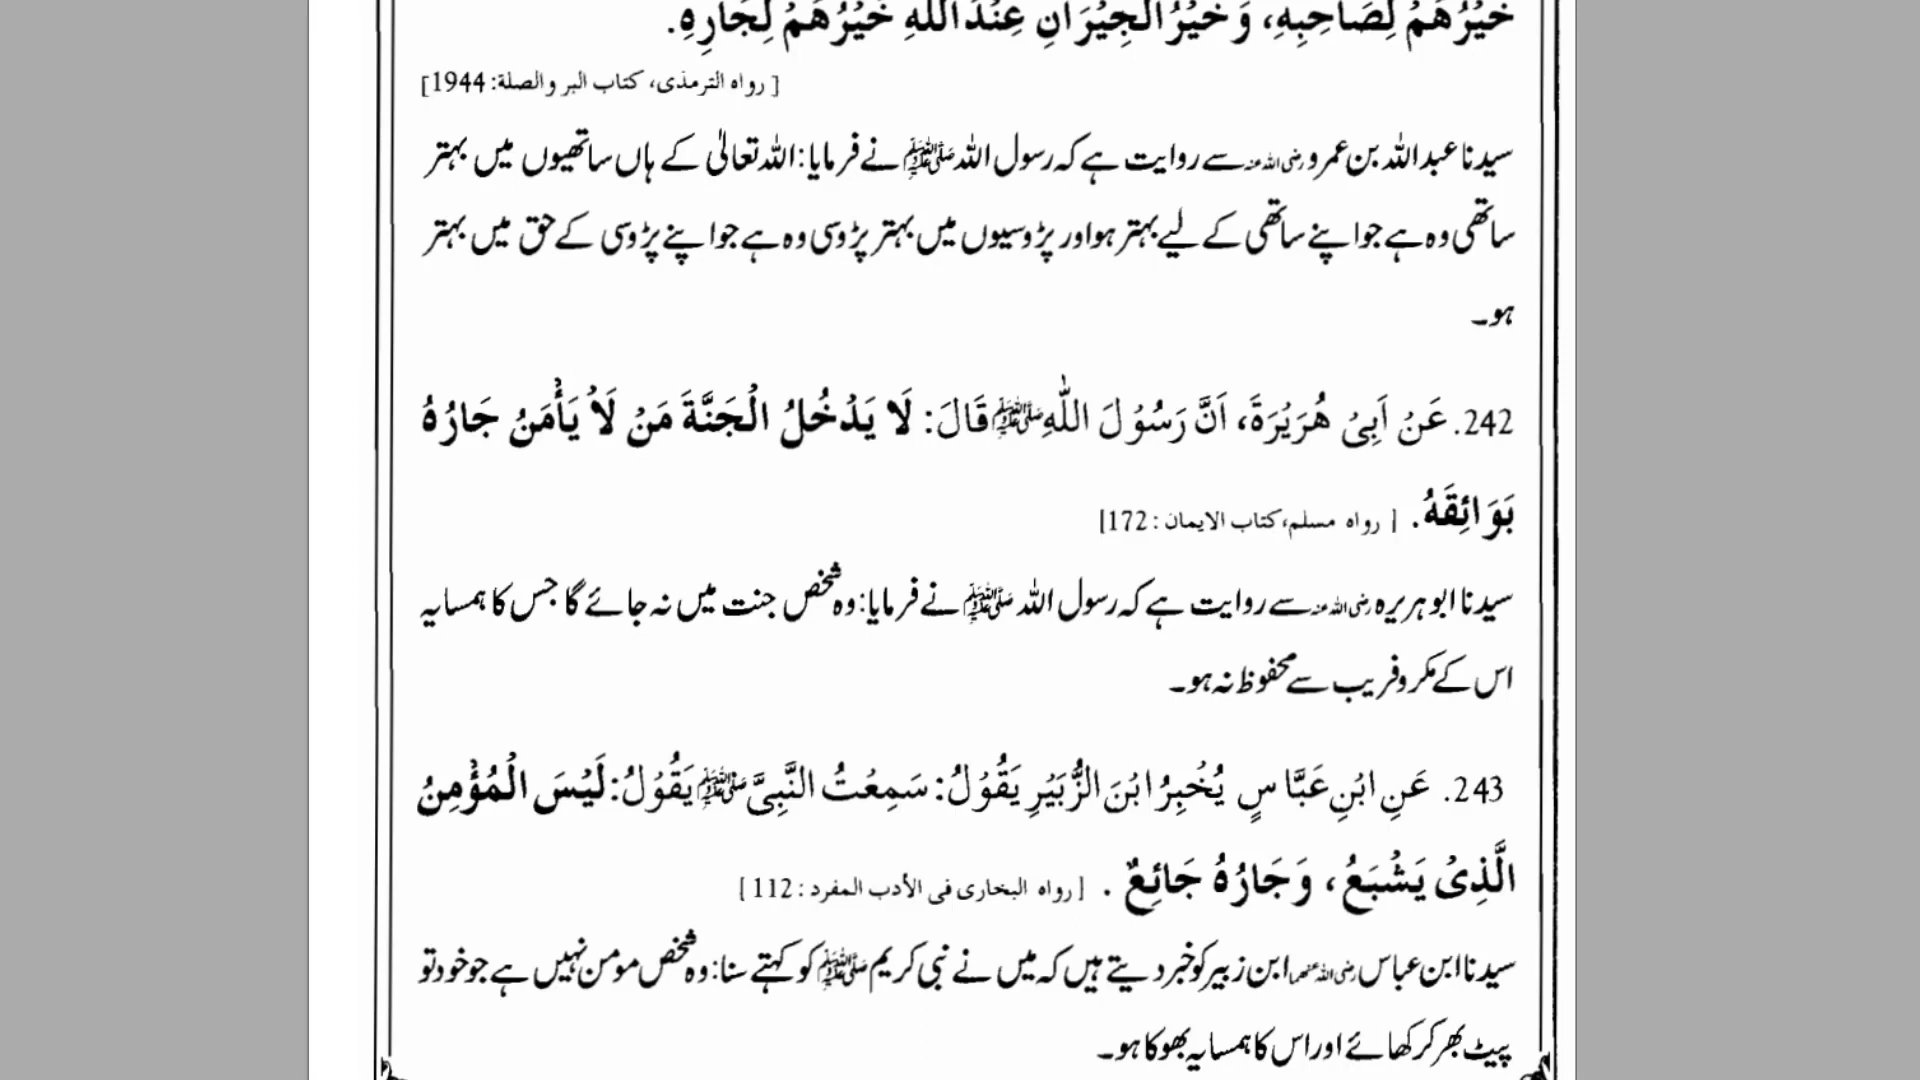 خَيْرُهُمْ لِصَاحِبِهِ، وَ خَيْرُ الْجِيْرَانِ عِنْدَ اللّٰهِ خَيْرُهُمْ لِجَارِهِ.
[ رواه الترمذی، کتاب البر والصلة: 1944]
سیدنا عبداللہ بن عمرو رضی اللہ عنہ سے روایت ہے کہ رسول اللہ ﷺ نے فرمایا: اللہ تعالیٰ کے ہاں ساتھیوں میں بہتر
ساتھی وہ ہے جو اپنے ساتھی کے لیے بہتر ہو اور پڑوسیوں میں بہتر پڑوسی وہ ہے جو اپنے پڑوسی کے حق میں بہتر
ہو۔
242. عَنْ اَبِیْ هُرَيْرَةَ، اَنَّ رَسُوْلَ اللّٰهِ ﷺ قَالَ: لَا يَدْخُلُ الْجَنَّةَ مَنْ لَا يَأْمَنُ جَارُهُ
بَوَائِقَهُ. [ رواه مسلم، کتاب الایمان : 172]
سیدنا ابو ہریرہ رضی اللہ عنہ سے روایت ہے کہ رسول اللہ ﷺ نے فرمایا: وہ شخص جنت میں نہ جائے گا جس کا ہمسایہ
اس کے مکر و فریب سے محفوظ نہ ہو۔
243. عَنِ ابْنِ عَبَّاسٍ يُخْبِرُ ابْنَ الزُّبَيْرِ يَقُوْلُ: سَمِعْتُ النَّبِیَّ ﷺ يَقُوْلُ: لَيْسَ الْمُؤْمِنُ
الَّذِیْ يَشْبَعُ، وَجَارُهُ جَائِعٌ . [ رواه البخاری فی الأدب المفرد : 112 ]
سیدنا ابن عباس رضی اللہ عنھما ابن زبیر کو خبر دیتے ہیں کہ میں نے نبی کریم ﷺ کو کہتے سنا: وہ شخص مومن نہیں ہے جو خود تو
پیٹ بھر کر کھائے اور اس کا ہمسایہ بھوکا ہو۔